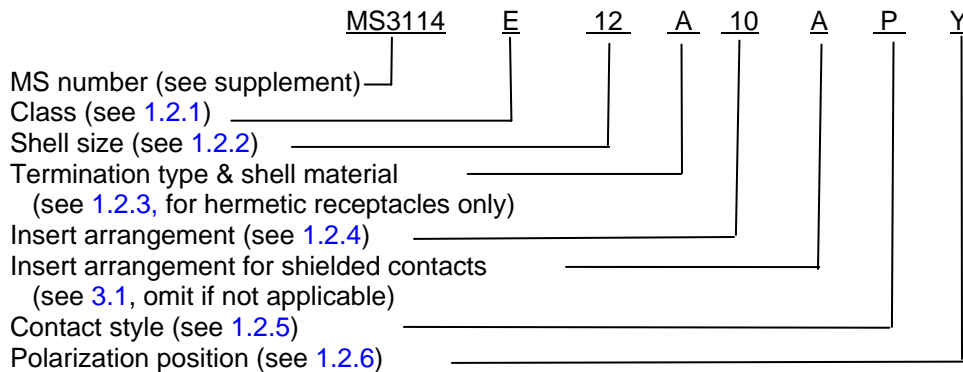 MS3114 E 12 A 10 A P Y
MS number (see supplement)
Class (see 1.2.1)
Shell size (see 1.2.2)
Termination type & shell material
(see 1.2.3, for hermetic receptacles only)
Insert arrangement (see 1.2.4)
Insert arrangement for shielded contacts
(see 3.1, omit if not applicable)
Contact style (see 1.2.5)
Polarization position (see 1.2.6)